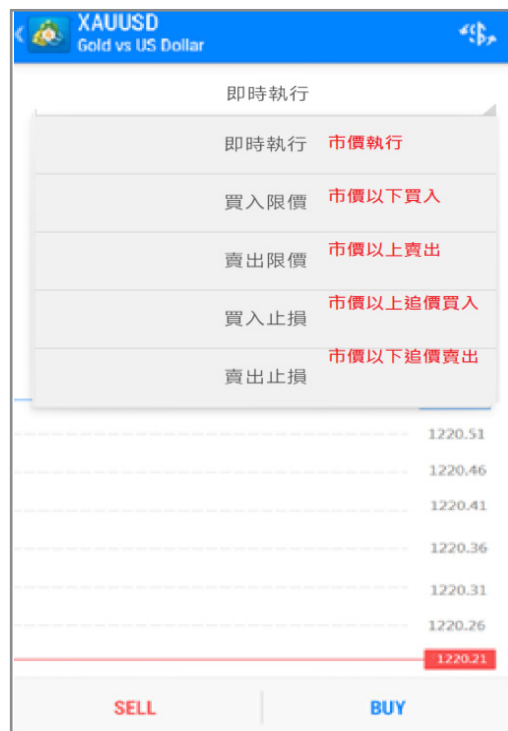 XAUUSD
Gold vs US Dollar
即時執行
即時執行 市價執行
買入限價 市價以下買入
賣出限價 市價以上賣出
買入止損 市價以上追價買入
賣出止損 市價以下追價賣出
1220.51
1220.46
1220.41
1220.36
1220.31
1220.26
1220.21
SELL BUY